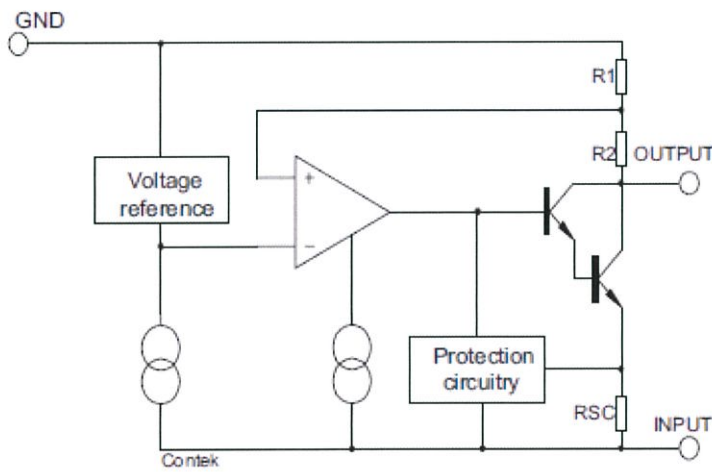 GND
R1
R2
OUTPUT
Voltage
reference
+
−
Protection
circuitry
RSC
INPUT
Contek